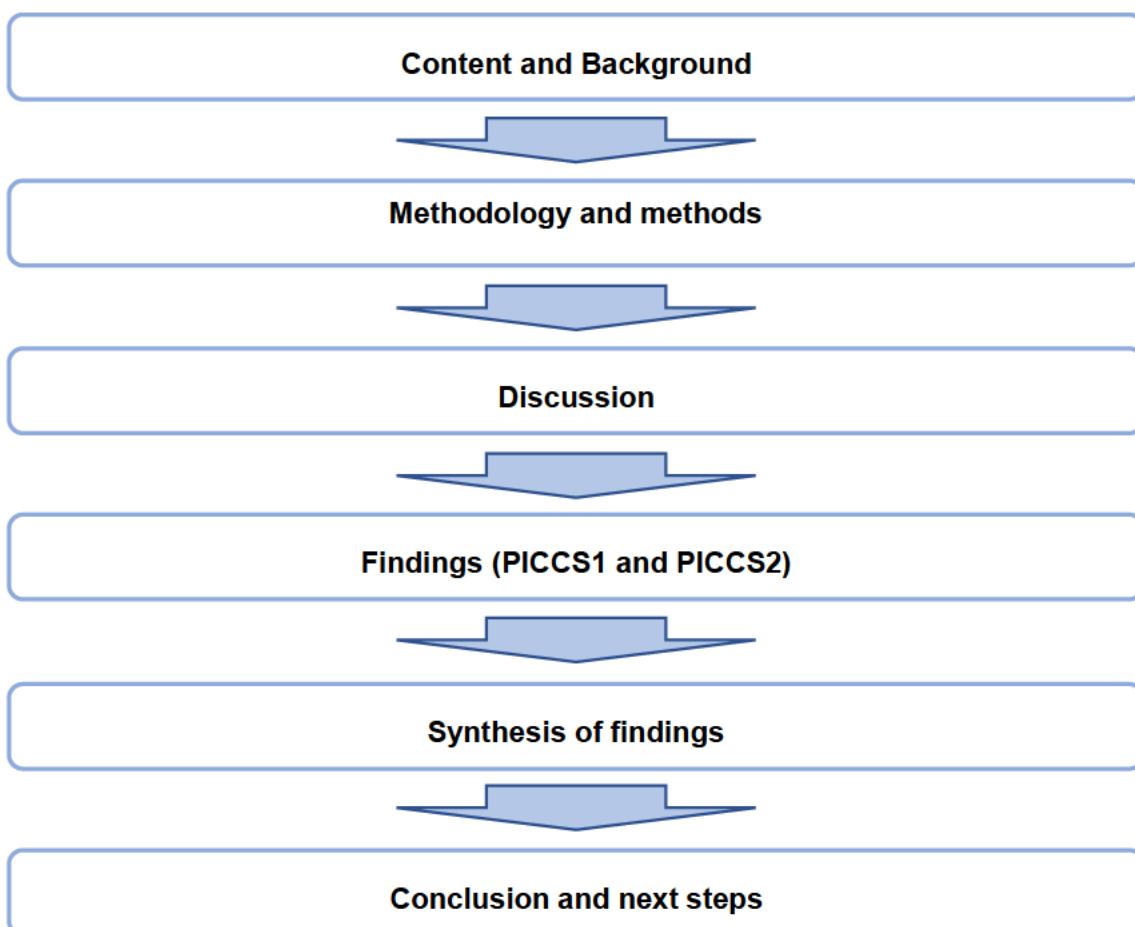 Content and Background
Methodology and methods
Discussion
Findings (PICCS1 and PICCS2)
Synthesis of findings
Conclusion and next steps